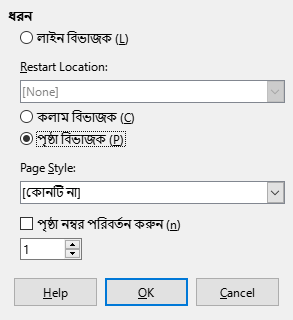 ধরন
লাইন বিভাজক (L)
Restart Location:
[None]
কলাম বিভাজক (C)
পৃষ্ঠা বিভাজক (P)
Page Style:
[কোনটি না]
পৃষ্ঠা নম্বর পরিবর্তন করুন (n)
1
Help OK Cancel